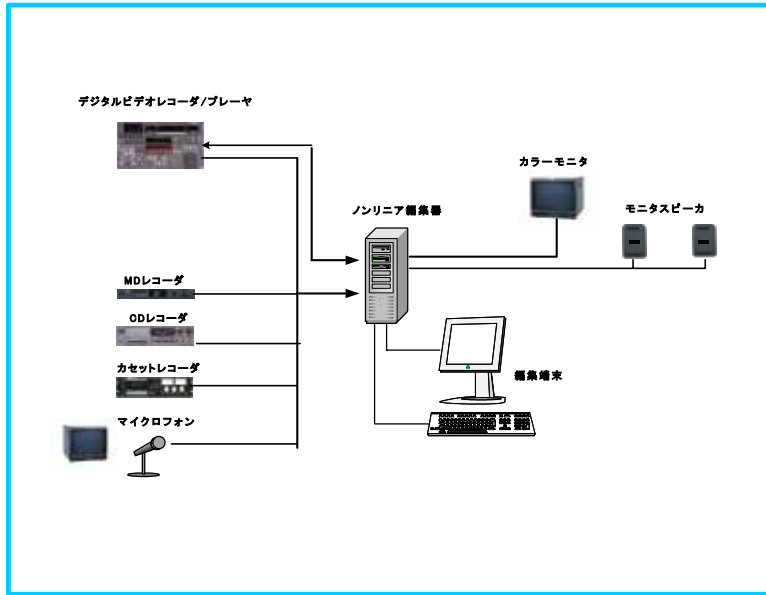 デジタルビデオレコーダ/プレーヤ
カラーモニタ
ノンリニア編集器
モニタスピーカ
MDレコーダ
CDレコーダ
カセットレコーダ
編集端末
マイクロフォン